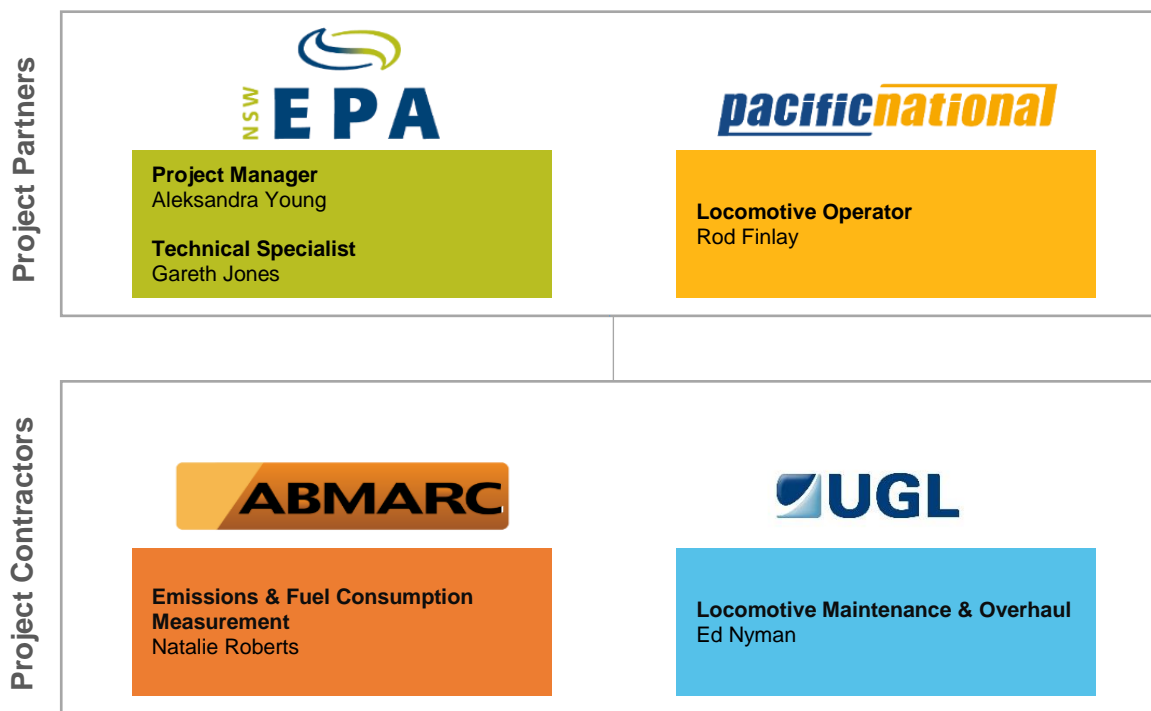 Project Partners
NSW
EPA
Project Manager
Aleksandra Young
Technical Specialist
Gareth Jones
pacificnational
Locomotive Operator
Rod Finlay
Project Contractors
ABMARC
Emissions & Fuel Consumption
Measurement
Natalie Roberts
UGL
Locomotive Maintenance & Overhaul
Ed Nyman